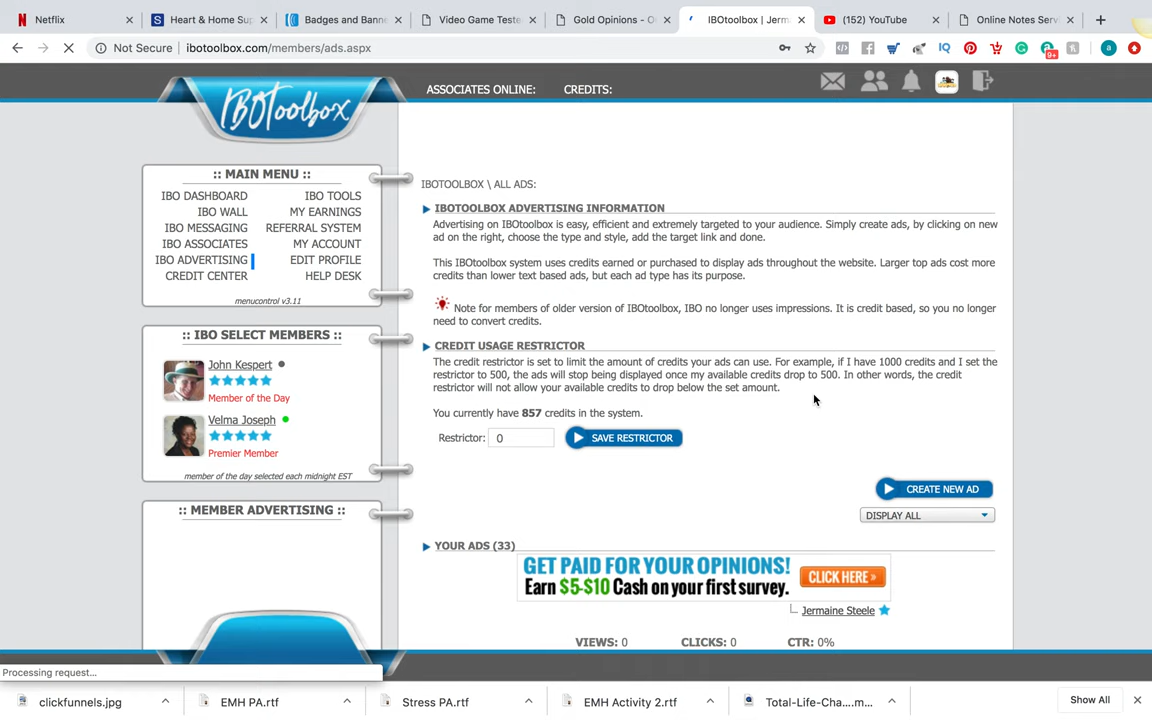 Netflix
Heart & Home Sup
Badges and Banne
Video Game Teste
Gold Opinions - O
IBOtoolbox | Jerm
(152) YouTube
Online Notes Serv
Not Secure | ibotoolbox.com/members/ads.aspx
IBOtoolbox
ASSOCIATES ONLINE: CREDITS:
:: MAIN MENU ::
IBO DASHBOARD IBO TOOLS
IBO WALL MY EARNINGS
IBO MESSAGING REFERRAL SYSTEM
IBO ASSOCIATES MY ACCOUNT
IBO ADVERTISING EDIT PROFILE
CREDIT CENTER HELP DESK
menucontrol v3.11
:: IBO SELECT MEMBERS ::
John Kespert
Member of the Day
Velma Joseph
Premier Member
member of the day selected each midnight EST
:: MEMBER ADVERTISING ::
IBOTOOLBOX \ ALL ADS:
IBOTOOLBOX ADVERTISING INFORMATION
Advertising on IBOtoolbox is easy, efficient and extremely targeted to your audience. Simply create ads, by clicking on new
ad on the right, choose the type and style, add the target link and done.
This IBOtoolbox system uses credits earned or purchased to display ads throughout the website. Larger top ads cost more
credits than lower text based ads, but each ad type has its purpose.
Note for members of older version of IBOtoolbox, IBO no longer uses impressions. It is credit based, so you no longer
need to convert credits.
CREDIT USAGE RESTRICTOR
The credit restrictor is set to limit the amount of credits your ads can use. For example, if I have 1000 credits and I set the
restrictor to 500, the ads will stop being displayed once my available credits drop to 500. In other words, the credit
restrictor will not allow your available credits to drop below the set amount.
You currently have 857 credits in the system.
Restrictor: 0 SAVE RESTRICTOR
CREATE NEW AD
DISPLAY ALL
YOUR ADS (33)
GET PAID FOR YOUR OPINIONS!
Earn $5-$10 Cash on your first survey.
CLICK HERE »
Jermaine Steele
VIEWS: 0 CLICKS: 0 CTR: 0%
Processing request...
clickfunnels.jpg
EMH PA.rtf
Stress PA.rtf
EMH Activity 2.rtf
Total-Life-Cha....m...
Show All